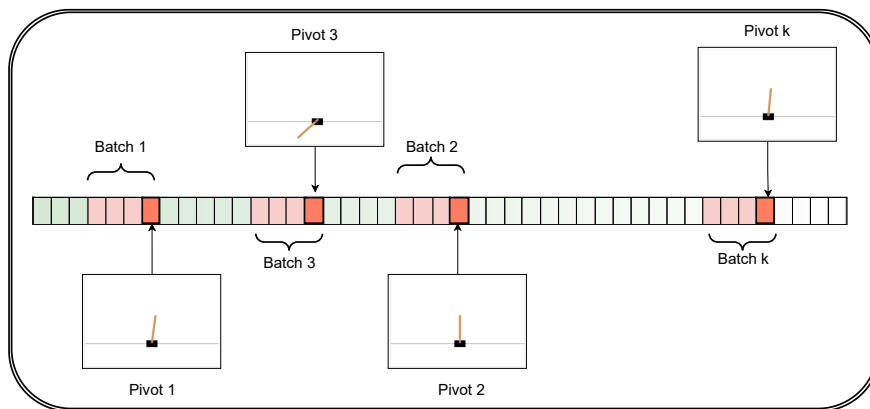 Pivot 3
Pivot k
Batch 1
Batch 2
Batch 3
Batch k
Pivot 1
Pivot 2